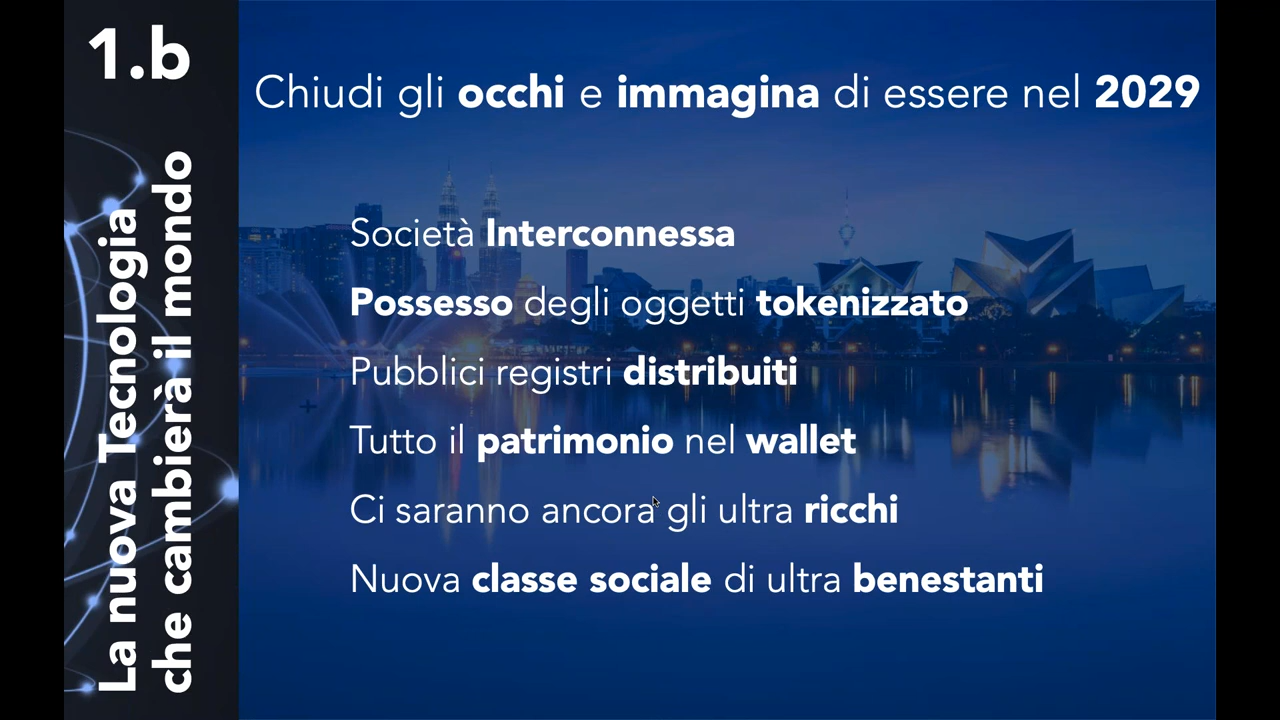 1.b
La nuova Tecnologia
che cambierà il mondo
Chiudi gli occhi e immagina di essere nel 2029
Società Interconnessa
Possesso degli oggetti tokenizzato
Pubblici registri distribuiti
Tutto il patrimonio nel wallet
Ci saranno ancora gli ultra ricchi
Nuova classe sociale di ultra benestanti